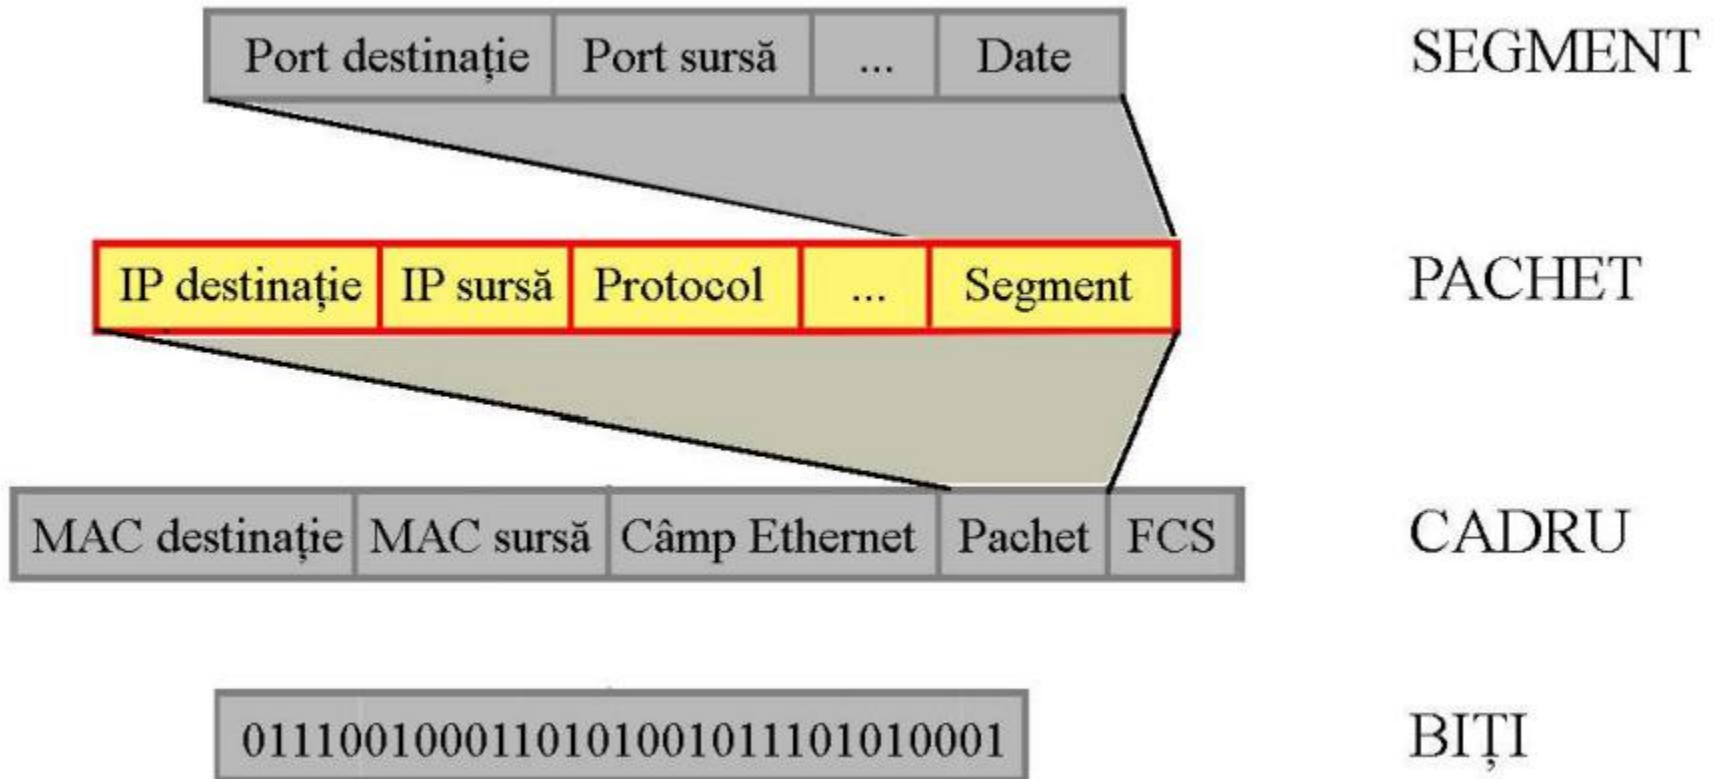 Port destinație Port sursă ... Date SEGMENT
IP destinație IP sursă Protocol ... Segment PACHET
MAC destinație MAC sursă Câmp Ethernet Pachet FCS CADRU
0111001000110101001011101010001 BIȚI